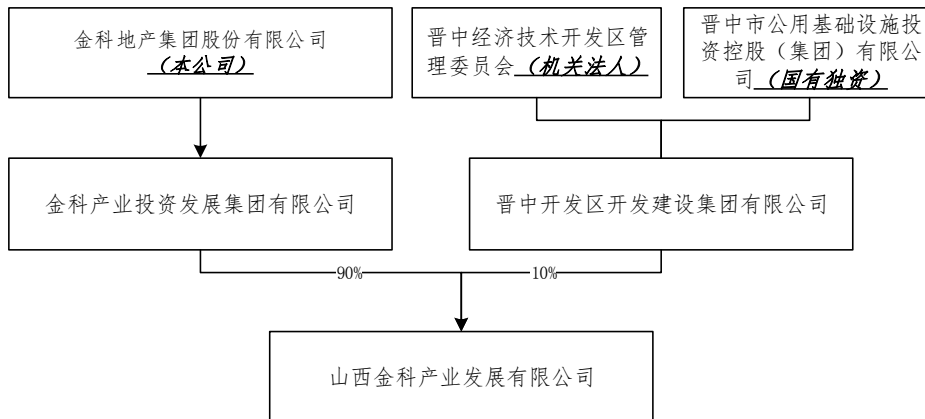 金科地产集团股份有限公司
（本公司）
晋中经济技术开发区管
理委员会（机关法人）
晋中市公用基础设施投
资控股（集团）有限公
司（国有独资）
金科产业投资发展集团有限公司
晋中开发区开发建设集团有限公司
90%
10%
山西金科产业发展有限公司